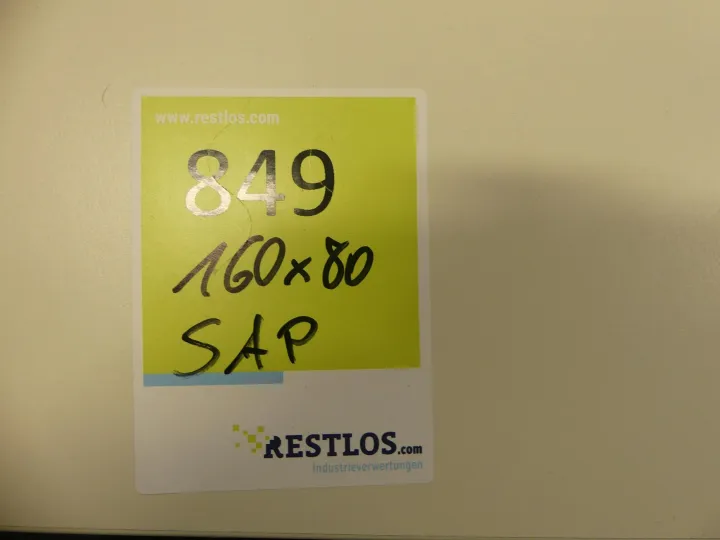 www.restlos.com
849
160x80
SAP
RESTLOS.com
Industrieverwertungen